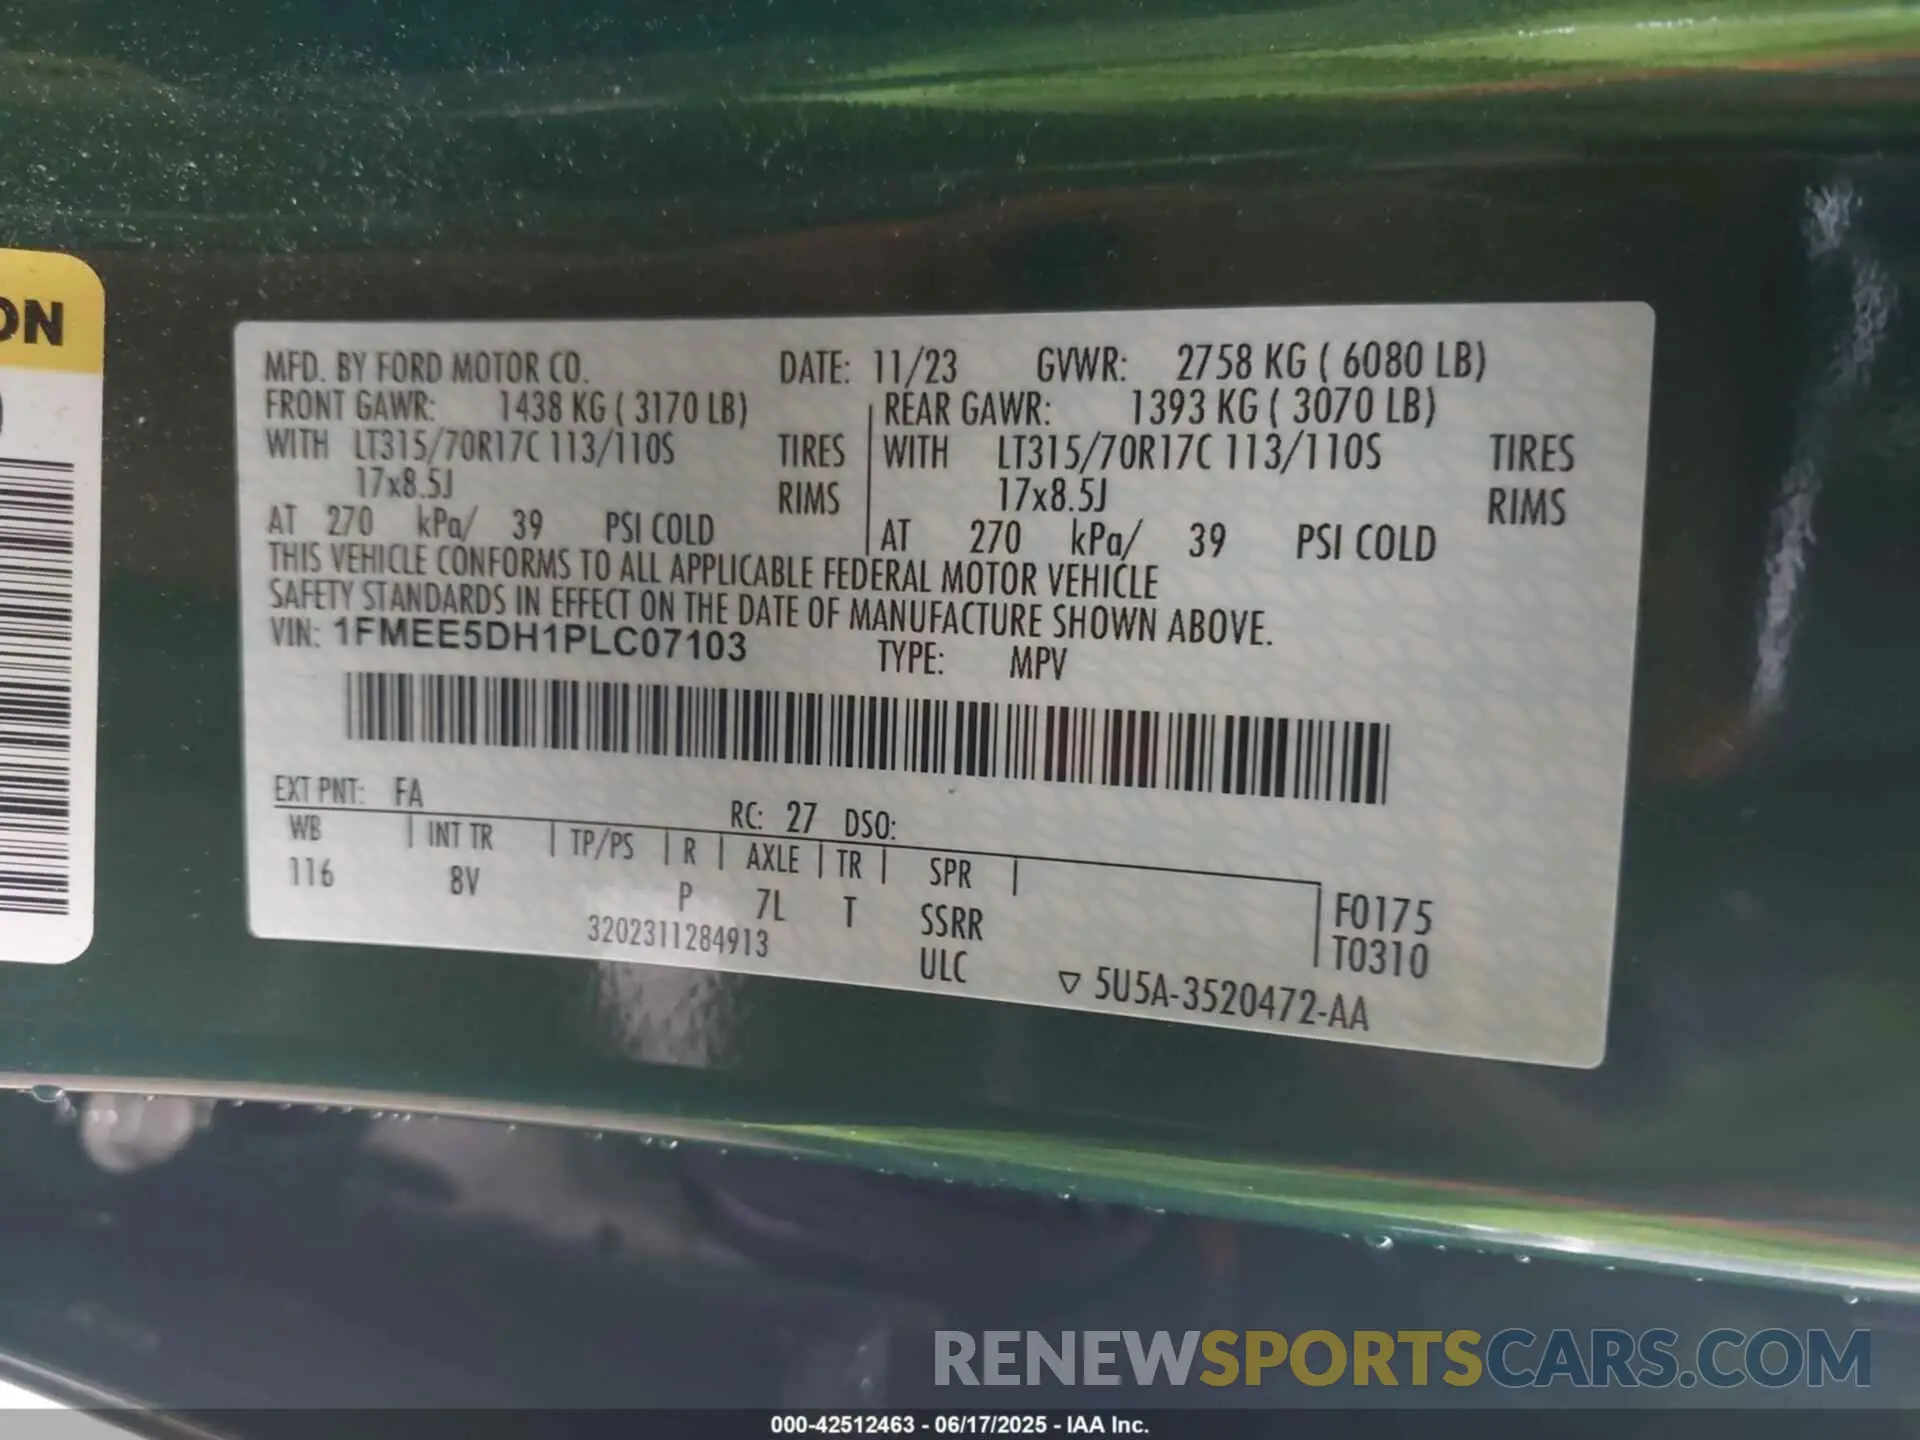 ON
MFD. BY FORD MOTOR CO. DATE: 11/23 GVWR: 2758 KG ( 6080 LB)
FRONT GAWR: 1438 KG ( 3170 LB) REAR GAWR: 1393 KG ( 3070 LB)
WITH LT315/70R17C 113/110S TIRES WITH LT315/70R17C 113/110S TIRES
17x8.5J RIMS 17x8.5J RIMS
AT 270 kPa/ 39 PSI COLD AT 270 kPa/ 39 PSI COLD
THIS VEHICLE CONFORMS TO ALL APPLICABLE FEDERAL MOTOR VEHICLE
SAFETY STANDARDS IN EFFECT ON THE DATE OF MANUFACTURE SHOWN ABOVE.
VIN: 1FMEE5DH1PLC07103 TYPE: MPV
EXT PNT: FA RC: 27 DSO:
WB | INT TR | TP/PS | R | AXLE | TR | SPR |
116 8V P 7L T SSRR F0175
3202311284913 ULC T0310
▽ 5U5A-3520472-AA
RENEWSPORTSCARS.COM
000-42512463 - 06/17/2025 - IAA Inc.